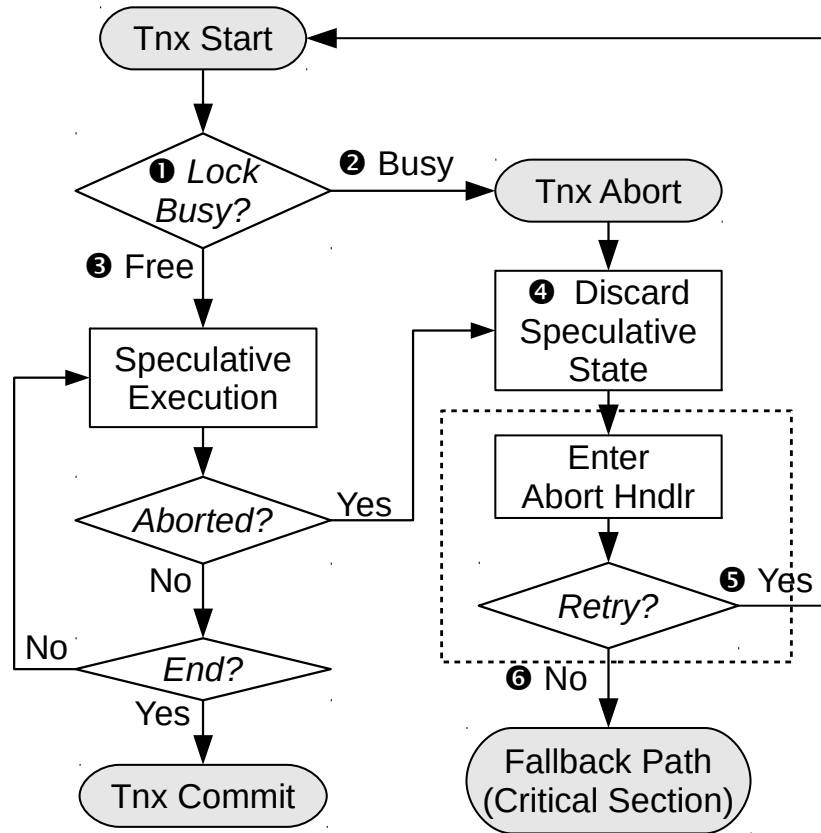 Tnx Start
❶ Lock
Busy?
❷ Busy
Tnx Abort
❸ Free
❹ Discard
Speculative
State
Speculative
Execution
Enter
Abort Hndlr
Aborted?
Yes
No
Retry?
❺ Yes
No
End?
❻ No
Yes
Tnx Commit
Fallback Path
(Critical Section)